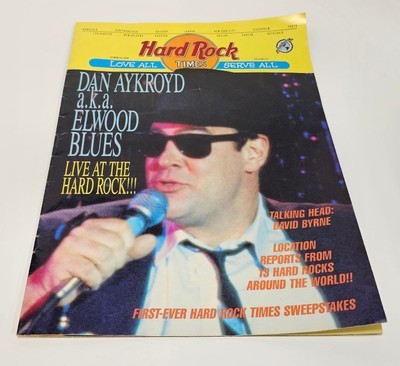 Hard Rock
TIMES
LOVE ALL
SERVE ALL
DAN AYKROYD
a.k.a.
ELWOOD
BLUES
LIVE AT THE
HARD ROCK!!!
TALKING HEAD:
DAVID BYRNE
LOCATION
REPORTS FROM
13 HARD ROCKS
AROUND THE WORLD!!
FIRST-EVER HARD ROCK TIMES SWEEPSTAKES